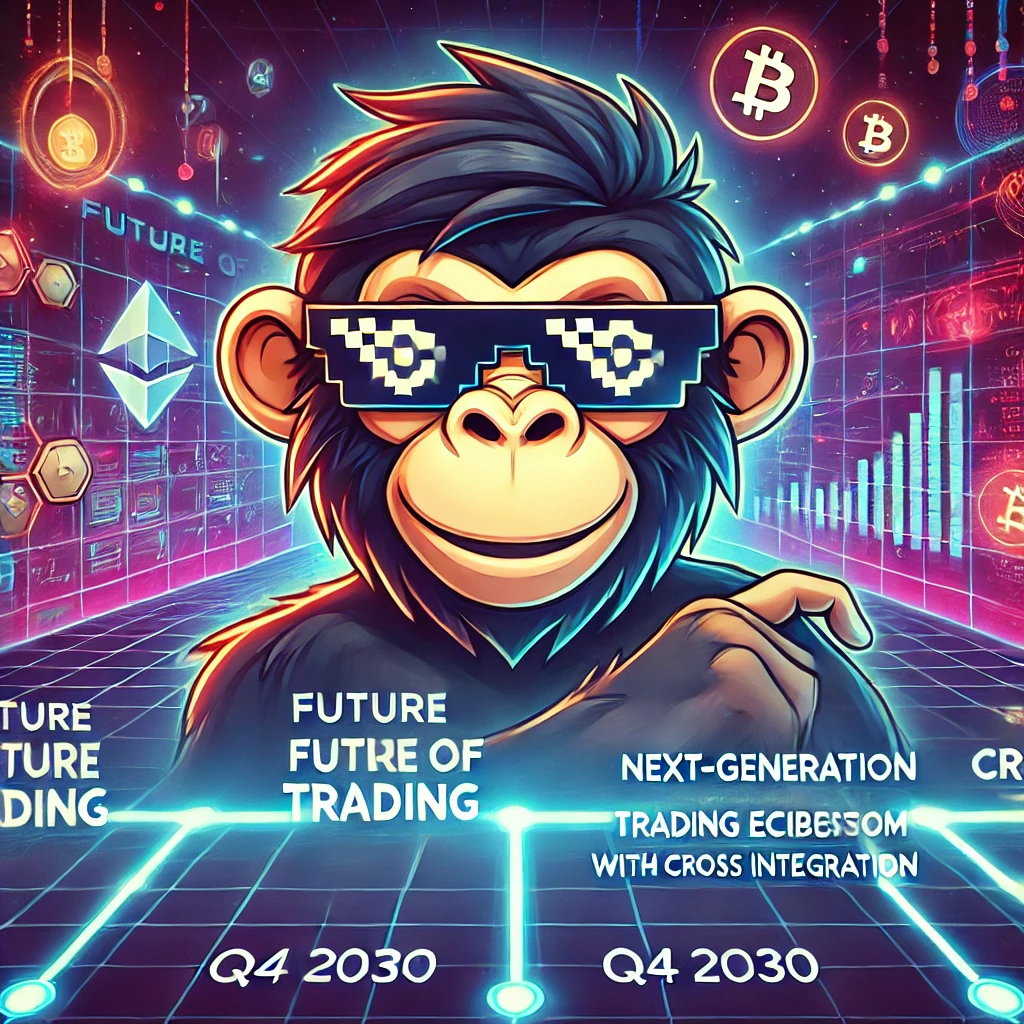 FUTURE OF
TURE
TURE
DING
FUTURE
FUTRE OF
TRADING
NEXT-GENERATION
TRADING ECIBESSOM
WITH CROSS INTEGRATION
CR
Q4 2030
Q4 2030